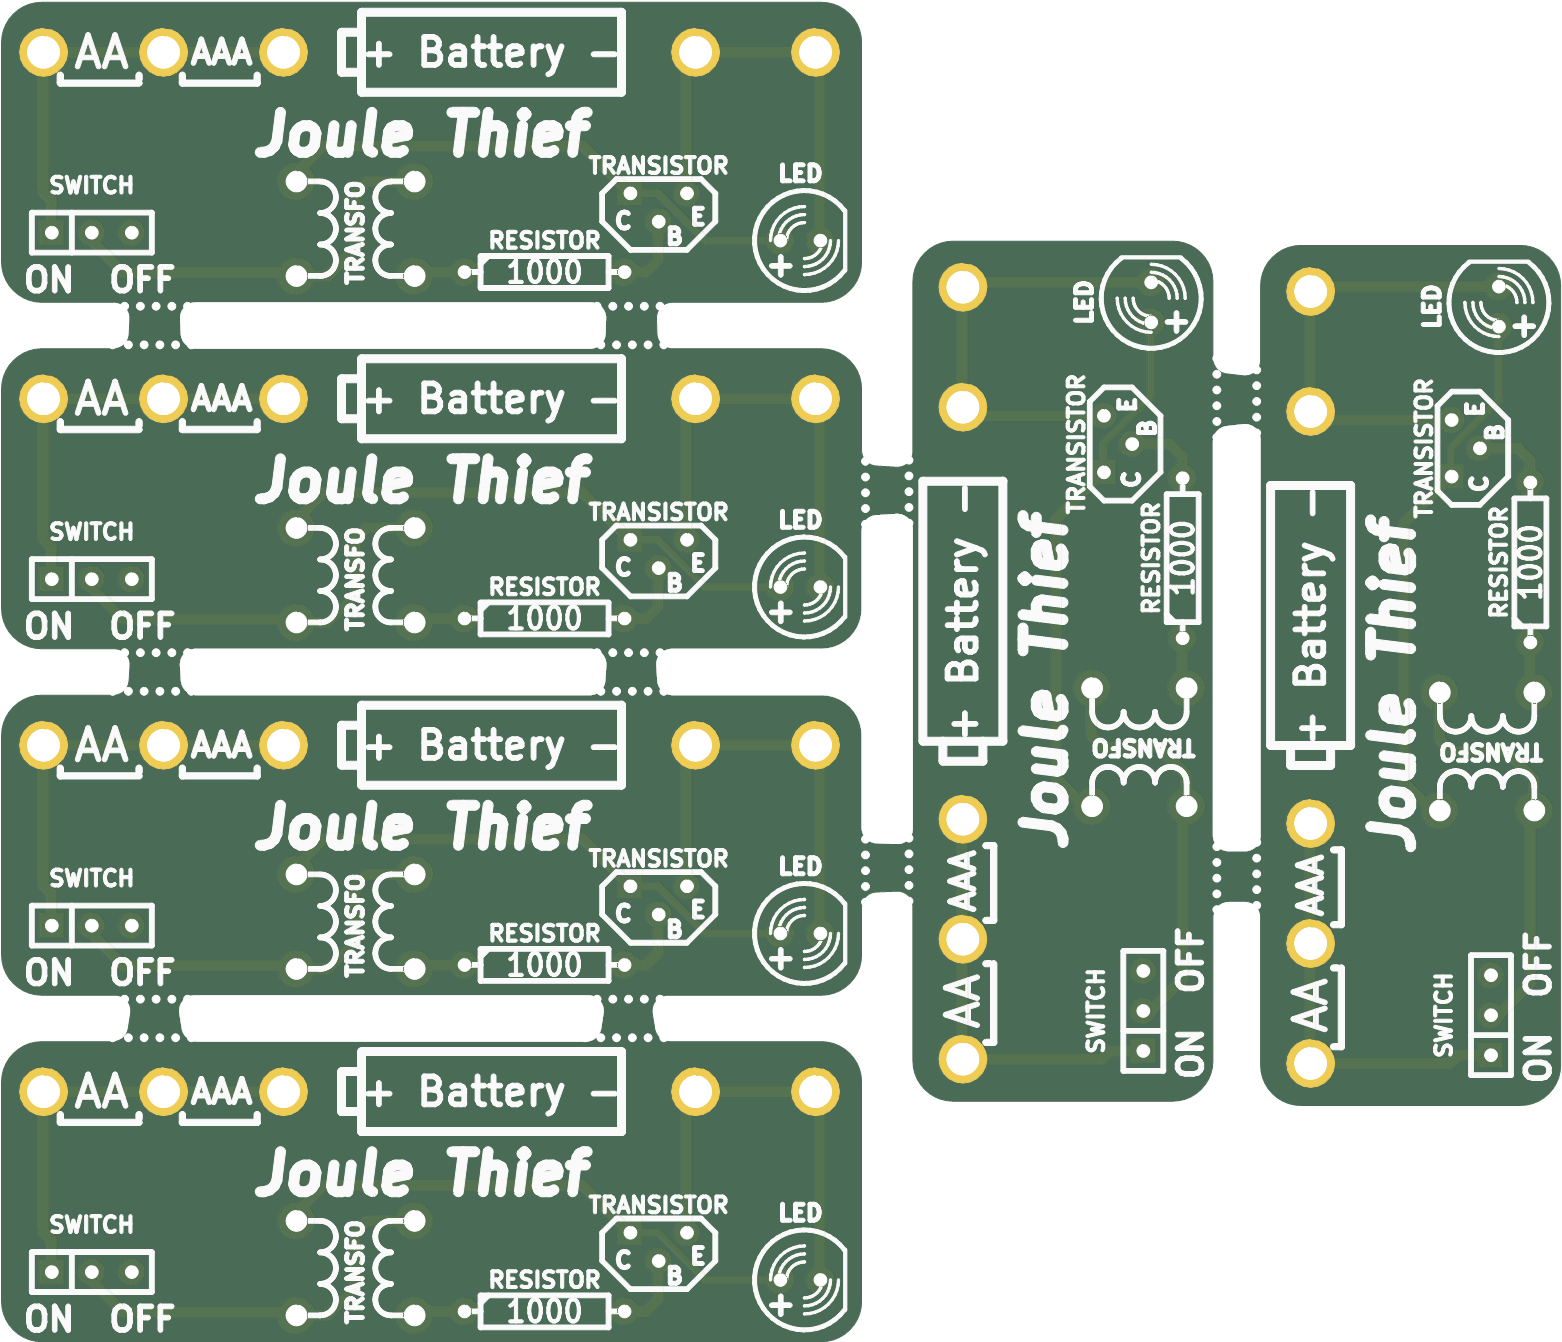 AA AAA + Battery -
Joule Thief
TRANSISTOR
LED
SWITCH
TRANSFO
C
E
B
RESISTOR
1000
+
ON OFF
AA AAA + Battery -
Joule Thief
TRANSISTOR
LED
SWITCH
TRANSFO
C
E
B
RESISTOR
1000
+
ON OFF
AA AAA + Battery -
Joule Thief
TRANSISTOR
LED
SWITCH
TRANSFO
C
E
B
RESISTOR
1000
+
ON OFF
AA AAA + Battery -
Joule Thief
TRANSISTOR
LED
SWITCH
TRANSFO
C
E
B
RESISTOR
1000
+
ON OFF
AA AAA + Battery -
Joule Thief
TRANSISTOR
LED
SWITCH
TRANSFO
C
E
B
RESISTOR
1000
+
ON OFF
AA AAA + Battery -
Joule Thief
TRANSISTOR
LED
SWITCH
TRANSFO
C
E
B
RESISTOR
1000
+
ON OFF